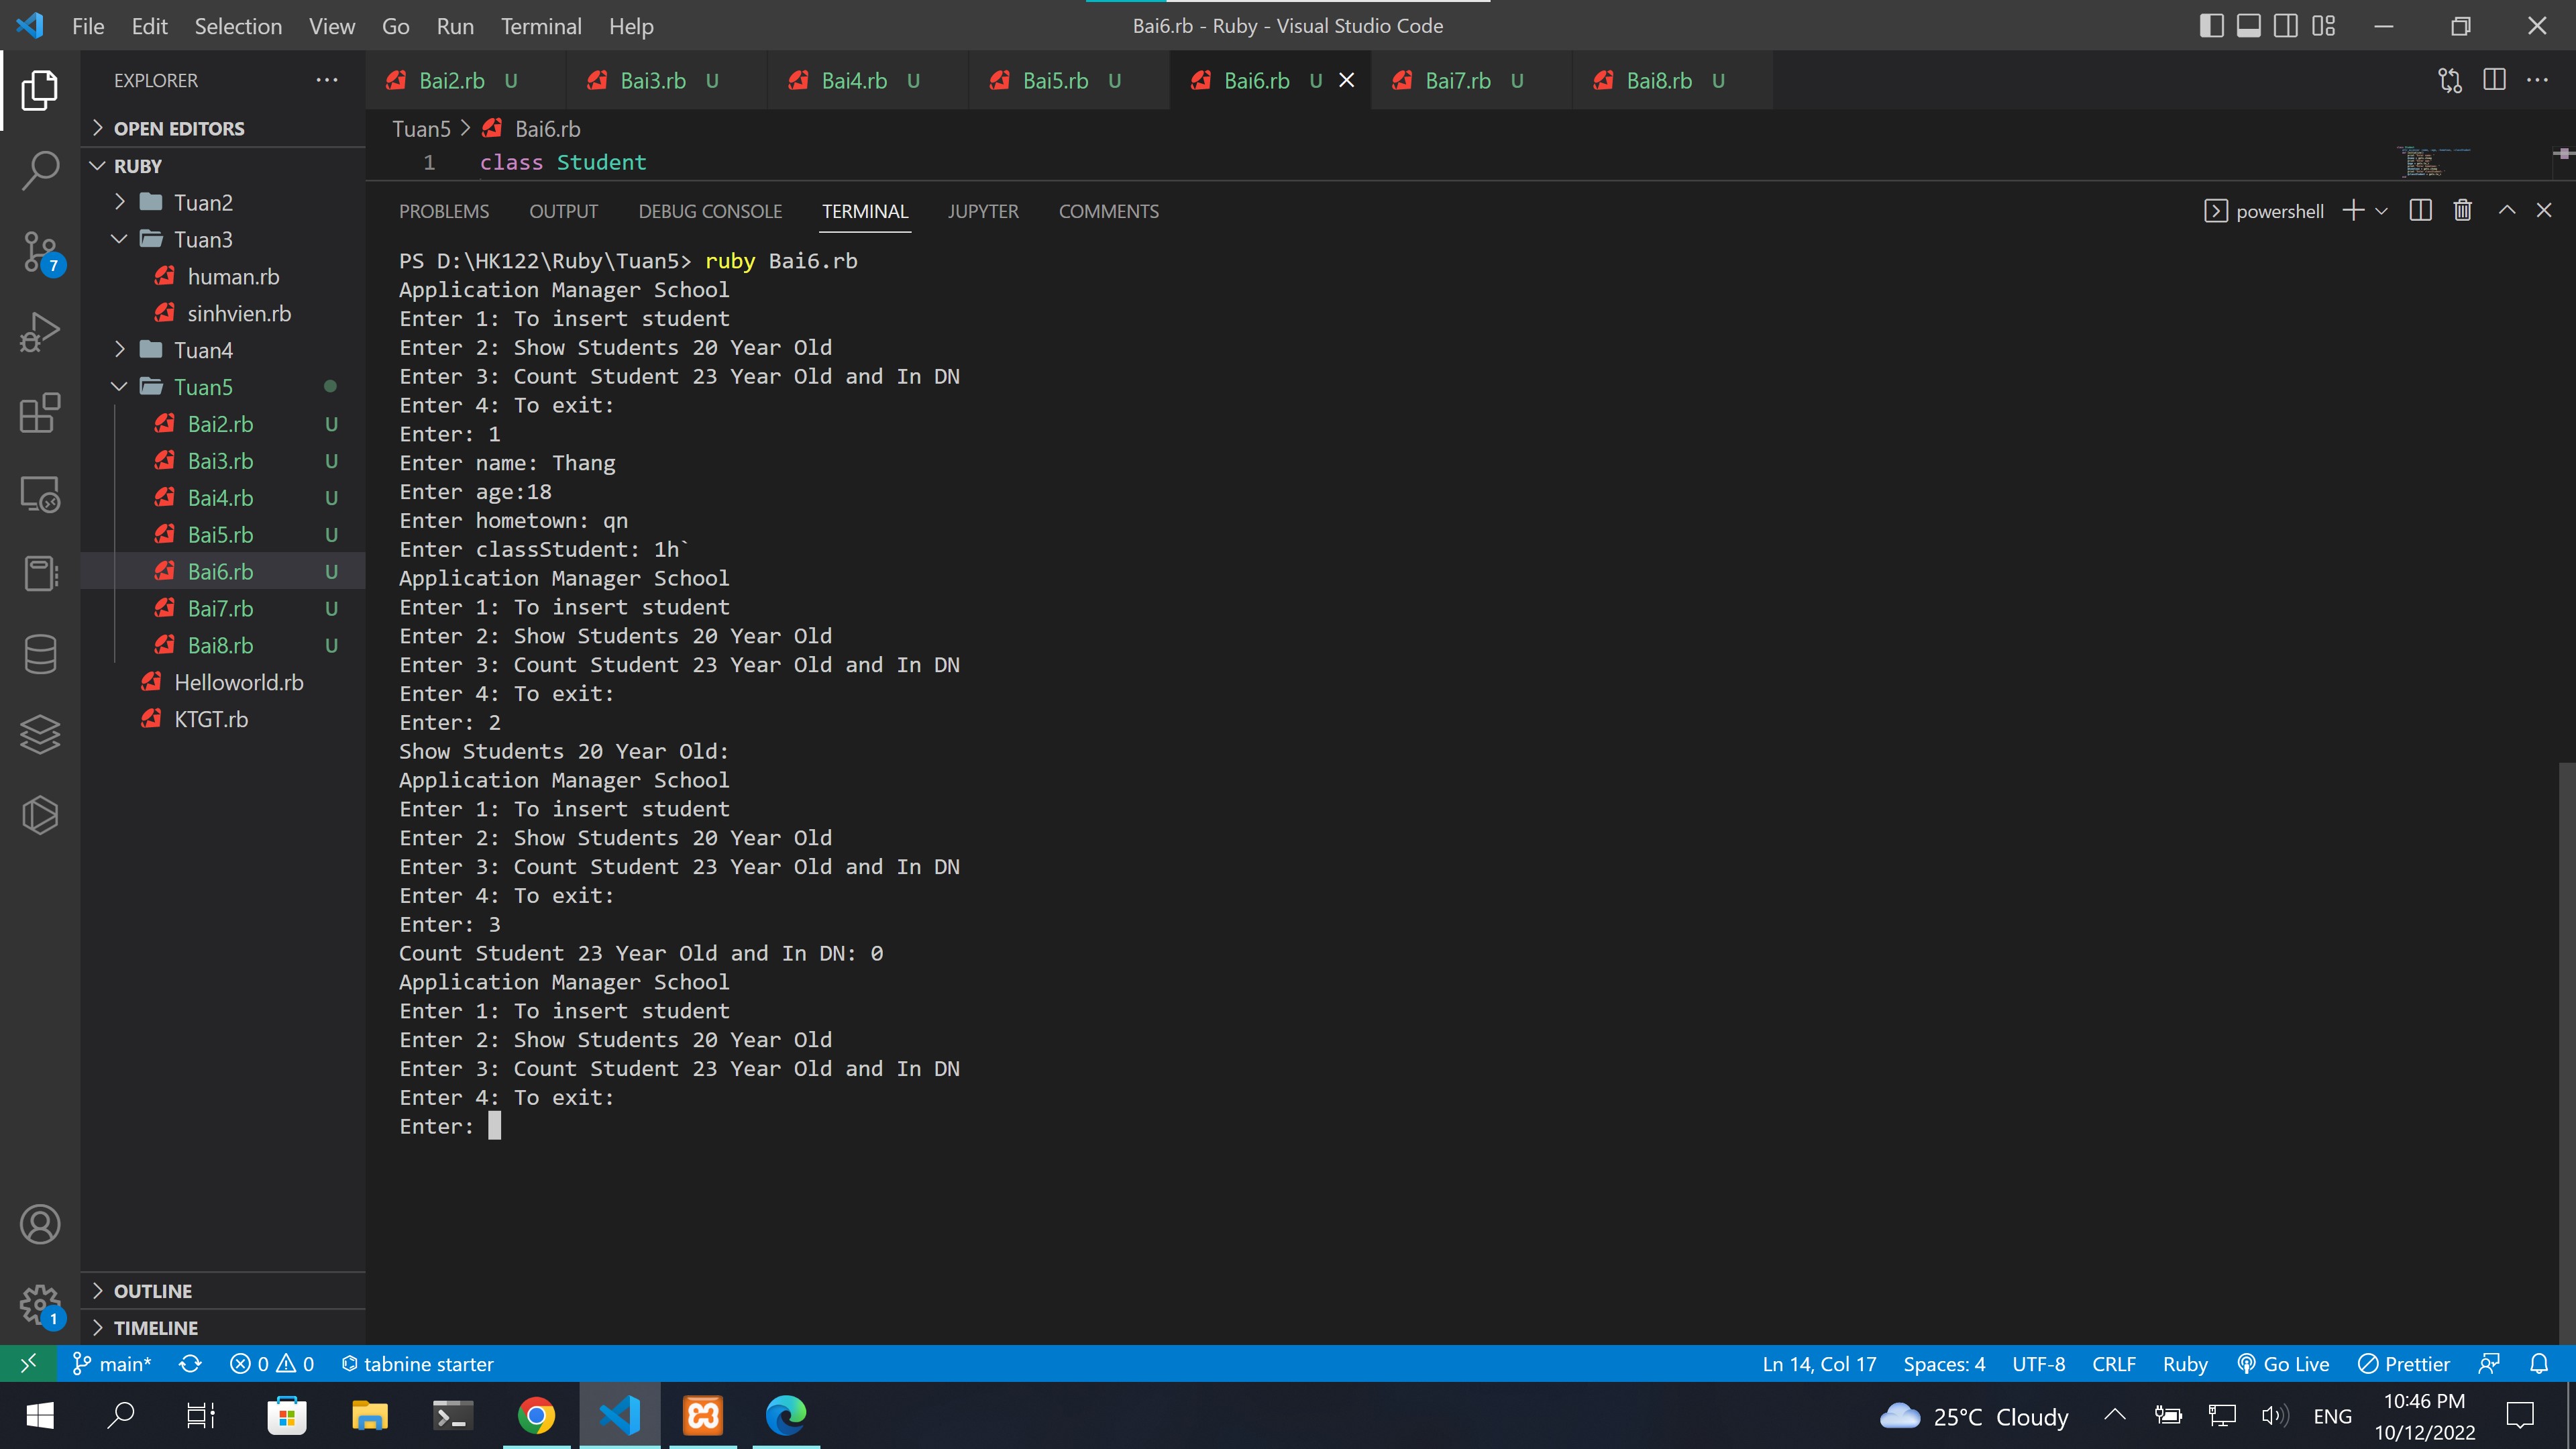 File Edit Selection View Go Run Terminal Help
Bai6.rb - Ruby - Visual Studio Code
EXPLORER
Bai2.rb U Bai3.rb U Bai4.rb U Bai5.rb U Bai6.rb U Bai7.rb U Bai8.rb U
OPEN EDITORS
RUBY
Tuan2
Tuan3
human.rb
sinhvien.rb
Tuan4
Tuan5
Bai2.rb U
Bai3.rb U
Bai4.rb U
Bai5.rb U
Bai6.rb U
Bai7.rb U
Bai8.rb U
Helloworld.rb
KTGT.rb
OUTLINE
TIMELINE
7
1
Tuan5 > Bai6.rb
1 class Student
PROBLEMS OUTPUT DEBUG CONSOLE TERMINAL JUPYTER COMMENTS
powershell
PS D:\HK122\Ruby\Tuan5> ruby Bai6.rb
Application Manager School
Enter 1: To insert student
Enter 2: Show Students 20 Year Old
Enter 3: Count Student 23 Year Old and In DN
Enter 4: To exit:
Enter: 1
Enter name: Thang
Enter age:18
Enter hometown: qn
Enter classStudent: 1h`
Application Manager School
Enter 1: To insert student
Enter 2: Show Students 20 Year Old
Enter 3: Count Student 23 Year Old and In DN
Enter 4: To exit:
Enter: 2
Show Students 20 Year Old:
Application Manager School
Enter 1: To insert student
Enter 2: Show Students 20 Year Old
Enter 3: Count Student 23 Year Old and In DN
Enter 4: To exit:
Enter: 3
Count Student 23 Year Old and In DN: 0
Application Manager School
Enter 1: To insert student
Enter 2: Show Students 20 Year Old
Enter 3: Count Student 23 Year Old and In DN
Enter 4: To exit:
Enter:
main* 0 0 tabnine starter
Ln 14, Col 17 Spaces: 4 UTF-8 CRLF Ruby Go Live Prettier
25°C Cloudy
ENG
10:46 PM
10/12/2022